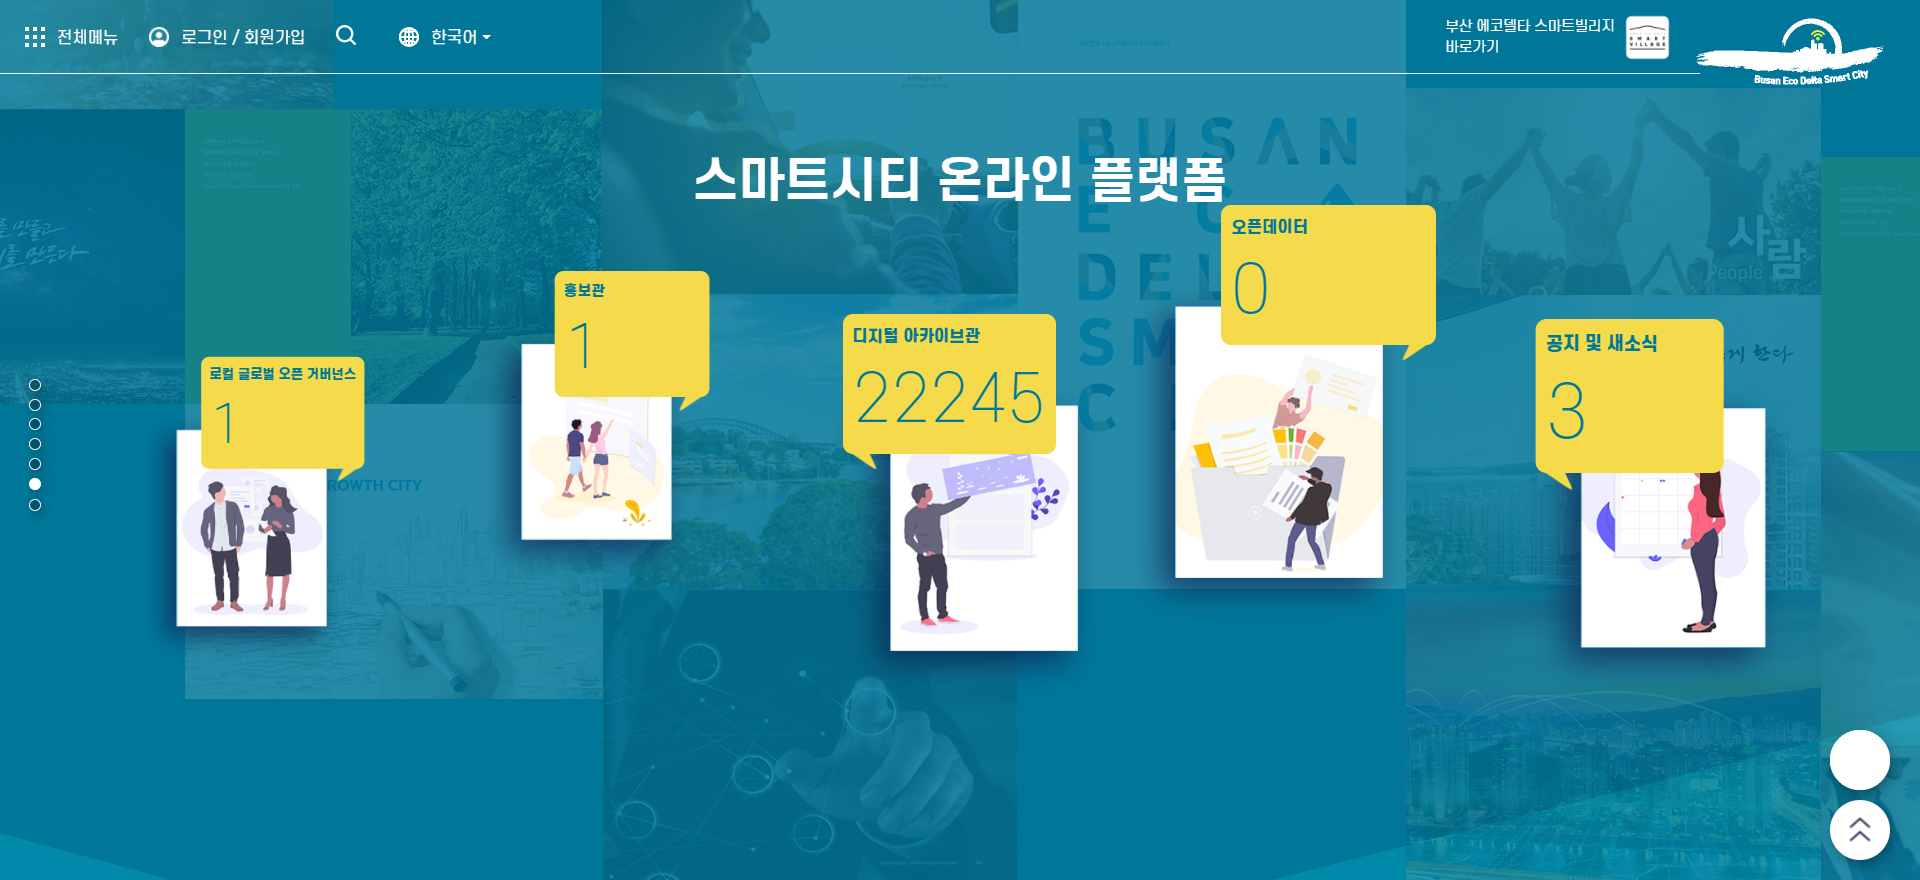 전체메뉴
로그인 / 회원가입
한국어
부산 에코델타 스마트빌리지
바로가기
SMART
VILLAGE
Busan Eco Delta Smart City
BUSAN
스마트시티 온라인 플랫폼
사람
People
오픈데이터
0
홍보관
1
디지털 아카이브관
22245
공지 및 새소식
3
로컬 글로벌 오픈 거버넌스
1
ROWTH CITY